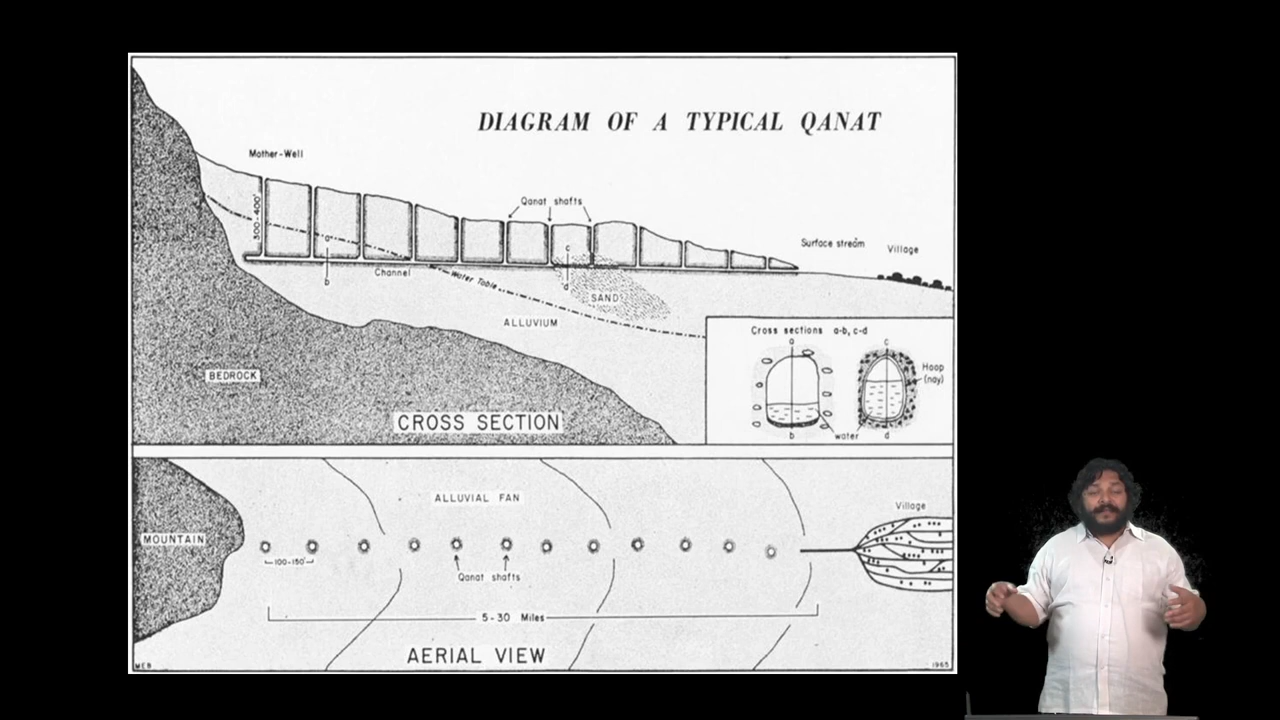 DIAGRAM OF A TYPICAL QANAT
Mother-Well
Qanat shafts
Surface stream
Village
a
c
b
d
Channel
Water Table
SAND
ALLUVIUM
BEDROCK
CROSS SECTION
Cross sections a-b, c-d
a
c
Hoop
(nay)
b
water
d
ALLUVIAL FAN
MOUNTAIN
Village
100-150'
Qanat shafts
5-30 Miles
AERIAL VIEW
MEB
1965